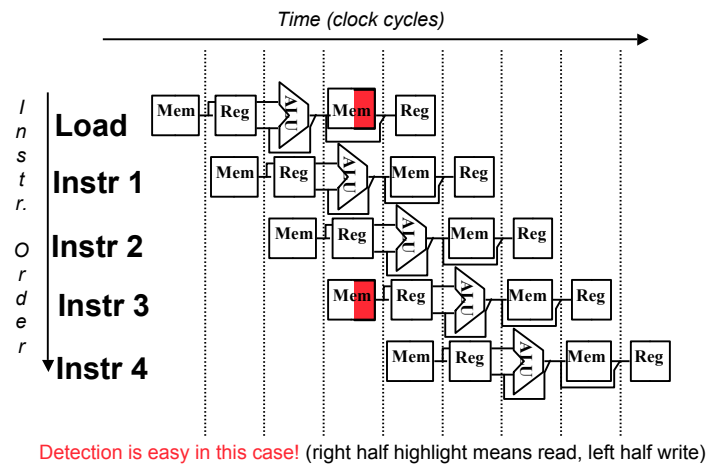 Time (clock cycles)
Instr. Order
Load
Mem Reg ALU Mem Reg
Instr 1
Mem Reg ALU Mem Reg
Instr 2
Mem Reg ALU Mem Reg
Instr 3
Mem Reg ALU Mem Reg
Instr 4
Mem Reg ALU Mem Reg
Detection is easy in this case! (right half highlight means read, left half write)